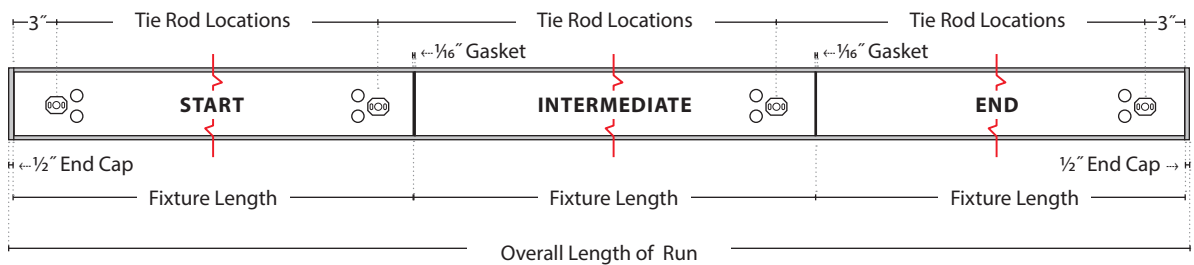 3˝ Tie Rod Locations Tie Rod Locations Tie Rod Locations 3˝
1⁄16˝ Gasket 1⁄16˝ Gasket
START INTERMEDIATE END
½˝ End Cap ½˝ End Cap
Fixture Length Fixture Length Fixture Length
Overall Length of Run